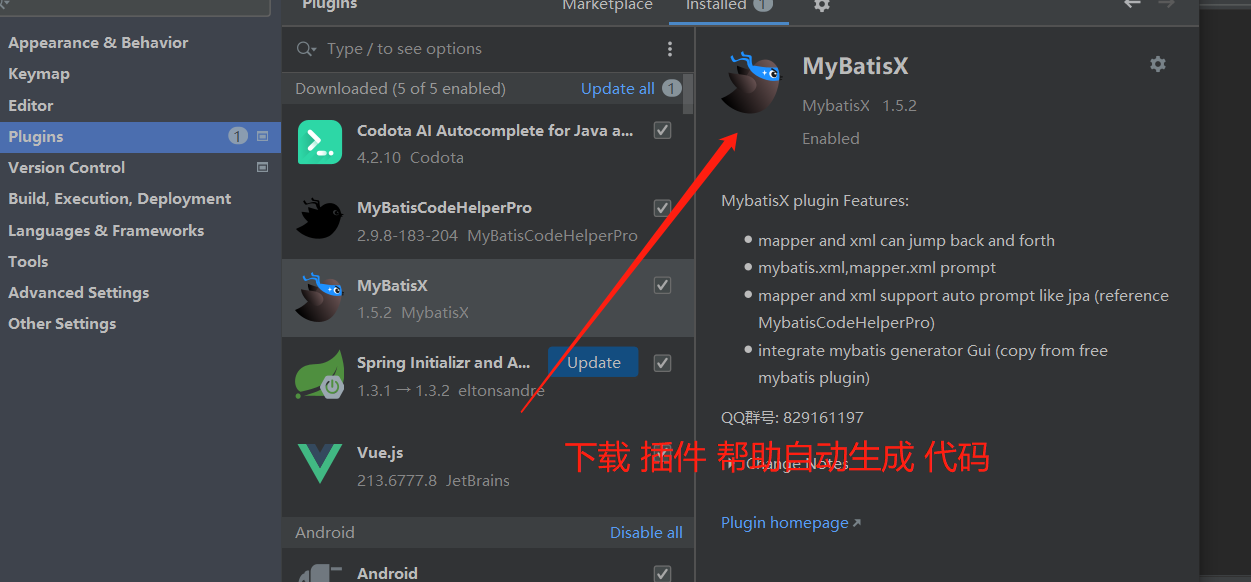 Plugins
Marketplace
Installed 1
Appearance & Behavior
Keymap
Editor
Plugins 1
Version Control
Build, Execution, Deployment
Languages & Frameworks
Tools
Advanced Settings
Other Settings
Type / to see options
Downloaded (5 of 5 enabled) Update all 1
Codota AI Autocomplete for Java a...
4.2.10 Codota
MyBatisCodeHelperPro
2.9.8-183-204 MyBatisCodeHelperPro
MyBatisX
1.5.2 MybatisX
Spring Initializr and A... Update
1.3.1 → 1.3.2 eltonsandre
Vue.js
213.6777.8 JetBrains
Android Disable all
Android
MyBatisX
MybatisX 1.5.2
Enabled
MybatisX plugin Features:
mapper and xml can jump back and forth
mybatis.xml,mapper.xml prompt
mapper and xml support auto prompt like jpa (reference
MybatisCodeHelperPro)
integrate mybatis generator Gui (copy from free
mybatis plugin)
QQ群号: 829161197
下载 插件 帮助自动生成 代码
Change Notes
Plugin homepage